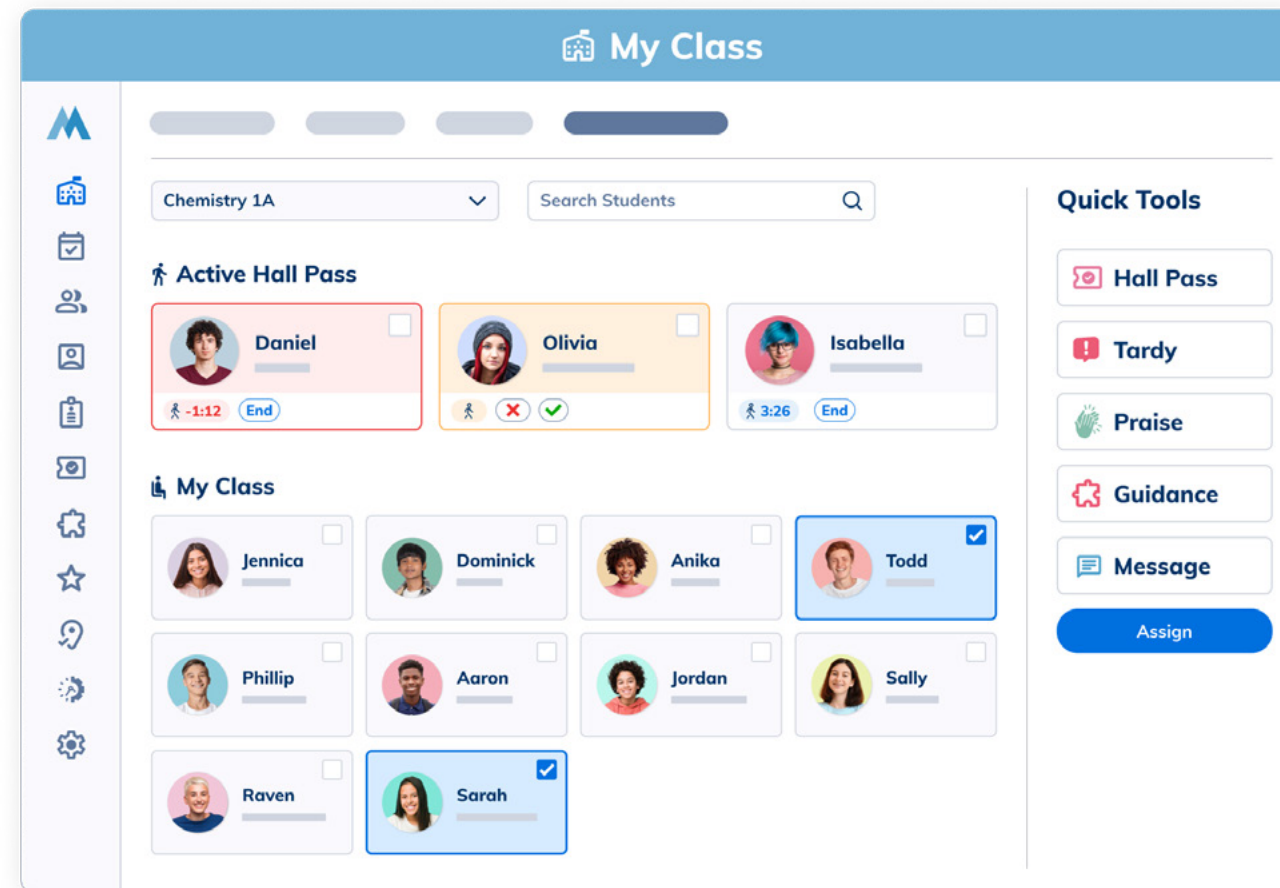 My Class
Chemistry 1A
Search Students
Active Hall Pass
Daniel
-1:12
End
Olivia
Isabella
3:26
End
My Class
Jennica
Dominick
Anika
Todd
Phillip
Aaron
Jordan
Sally
Raven
Sarah
Quick Tools
Hall Pass
Tardy
Praise
Guidance
Message
Assign